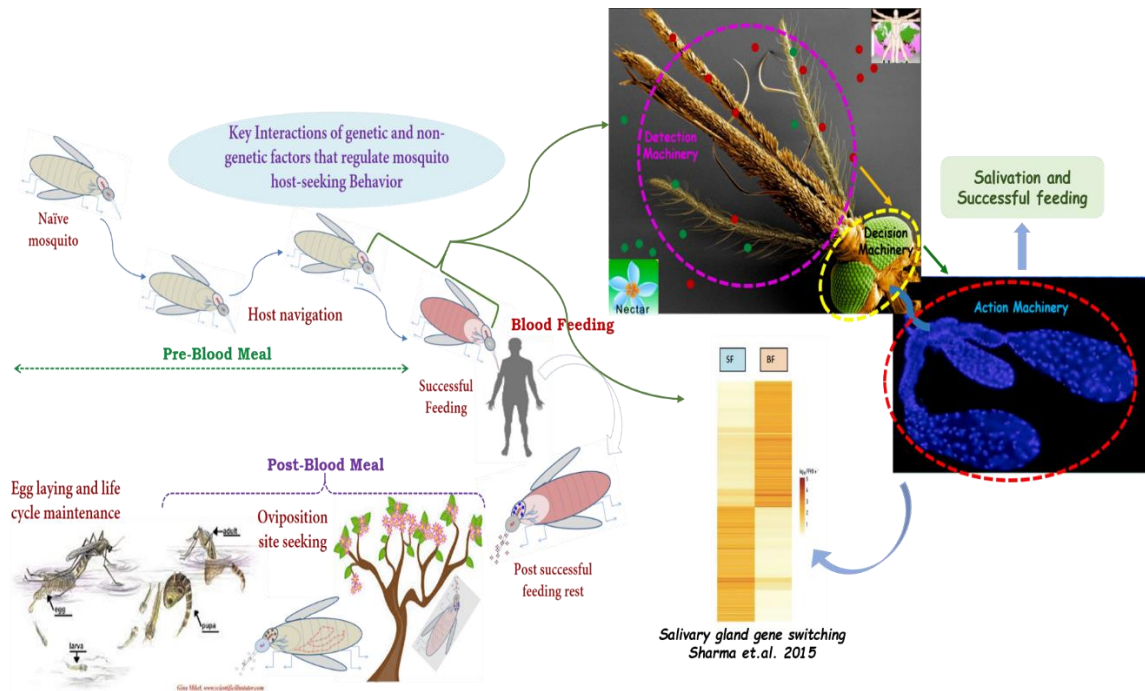 Key Interactions of genetic and non-
genetic factors that regulate mosquito
host-seeking Behavior
Naïve
mosquito
Host navigation
Pre-Blood Meal
Blood Feeding
Successful
Feeding
Detection
Machinery
Decision
Machinery
Nectar
Salivation and
Successful feeding
Action Machinery
SF
BF
Salivary gland gene switching
Sharma et.al. 2015
Post-Blood Meal
Egg laying and life
cycle maintenance
Oviposition
site seeking
Post successful
feeding rest
adult
egg
pupa
larva